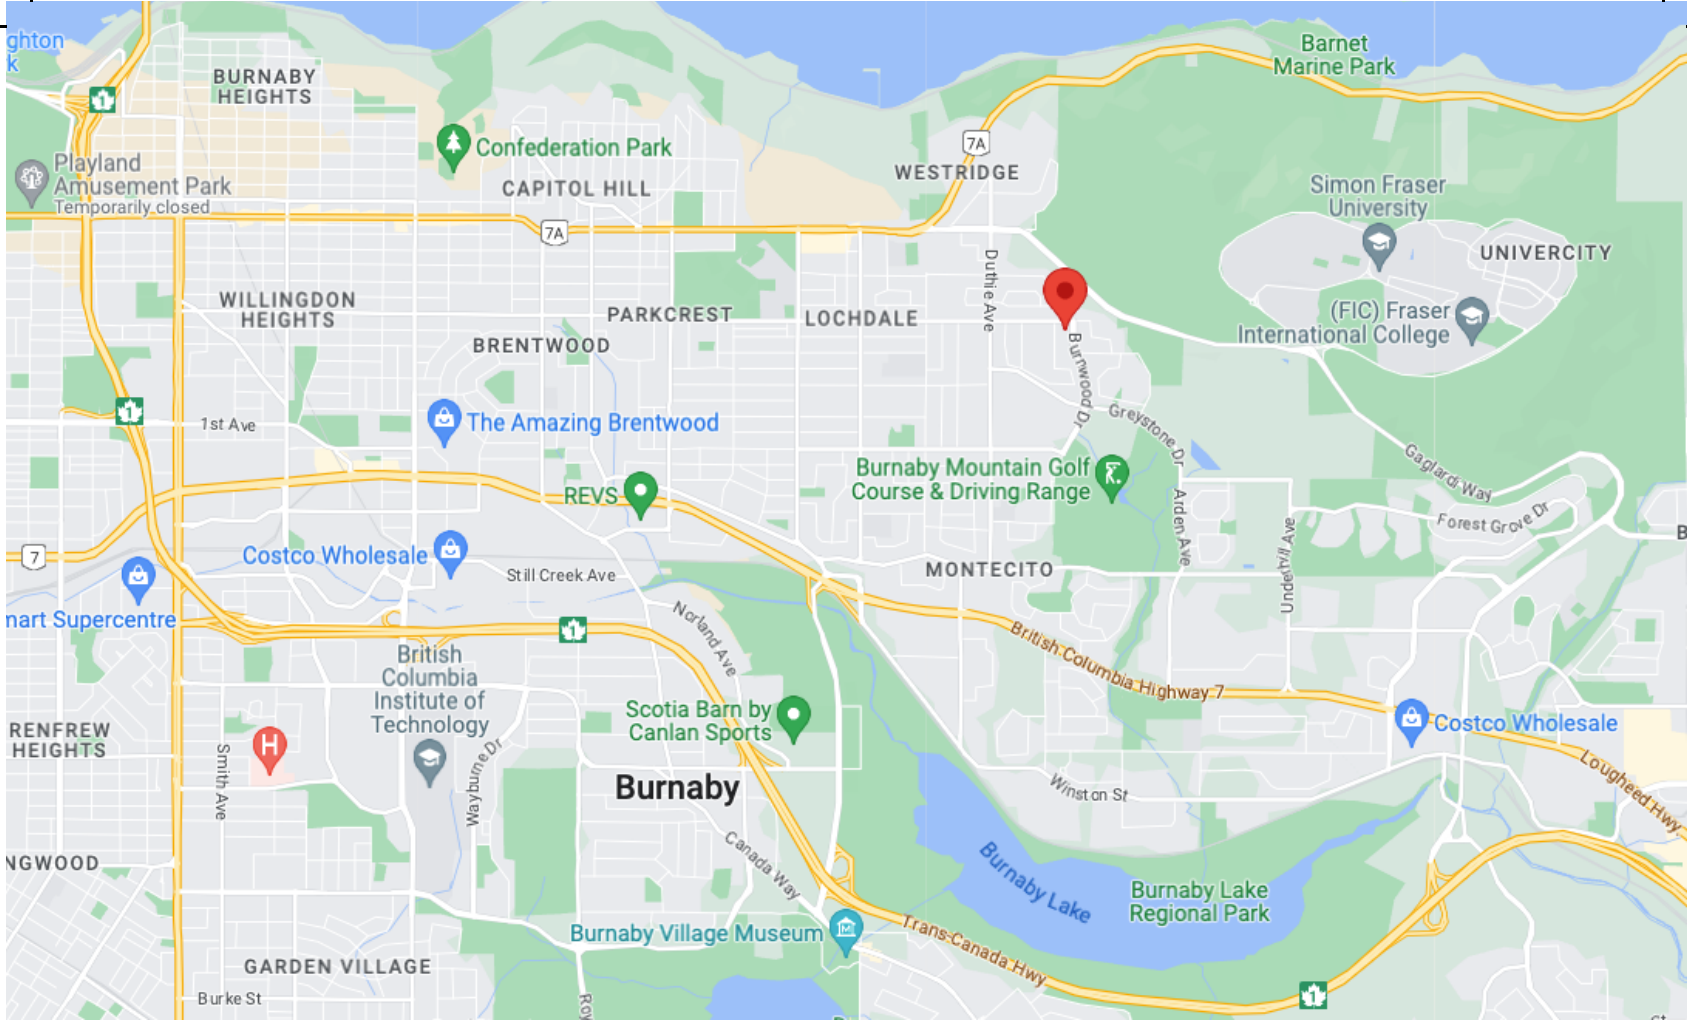 ghton
k
BURNABY
HEIGHTS
1
Barnet
Marine Park
7A
Confederation Park
WESTRIDGE
Playland
Amusement Park
Temporarily closed
CAPITOL HILL
Simon Fraser
University
7A
UNIVERCITY
Duthie Ave
WILLINGDON
HEIGHTS
PARKCREST
LOCHDALE
(FIC) Fraser
International College
BRENTWOOD
Burnwood Dr
1
1st Ave
The Amazing Brentwood
Greystone Dr
Gaglardi Way
Burnaby Mountain Golf
Course & Driving Range
REVS
Arden Ave
Forest Grove Dr
Underhill Ave
B
7
Costco Wholesale
Still Creek Ave
MONTECITO
mart Supercentre
Norland Ave
1
British Columbia Highway 7
British
Columbia
Institute of
Technology
Scotia Barn by
Canlan Sports
Costco Wholesale
RENFREW
HEIGHTS
H
Smith Ave
Wayburne Dr
Burnaby
Winston St
Lougheed Hwy
NGWOOD
Canada Way
Burnaby Lake
Burnaby Lake
Regional Park
Burnaby Village Museum
Trans-Canada Hwy
GARDEN VILLAGE
Burke St
Roy
1